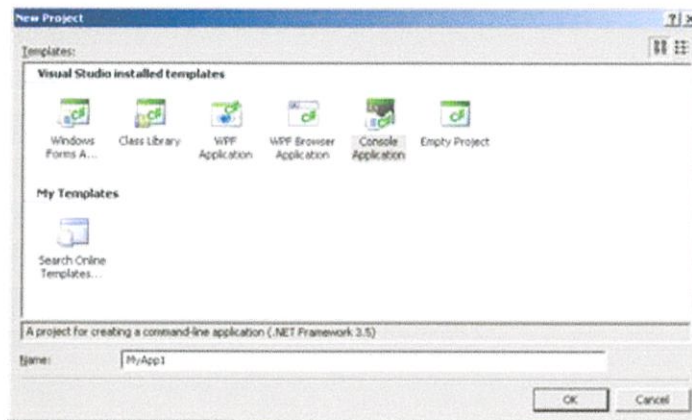 New Project
Templates:
Visual Studio installed templates
Windows Forms A...
Class Library
WPF Application
WPF Browser Application
Console Application
Empty Project
My Templates
Search Online Templates...
A project for creating a command-line application (.NET Framework 3.5)
Name:
MyApp1
OK
Cancel